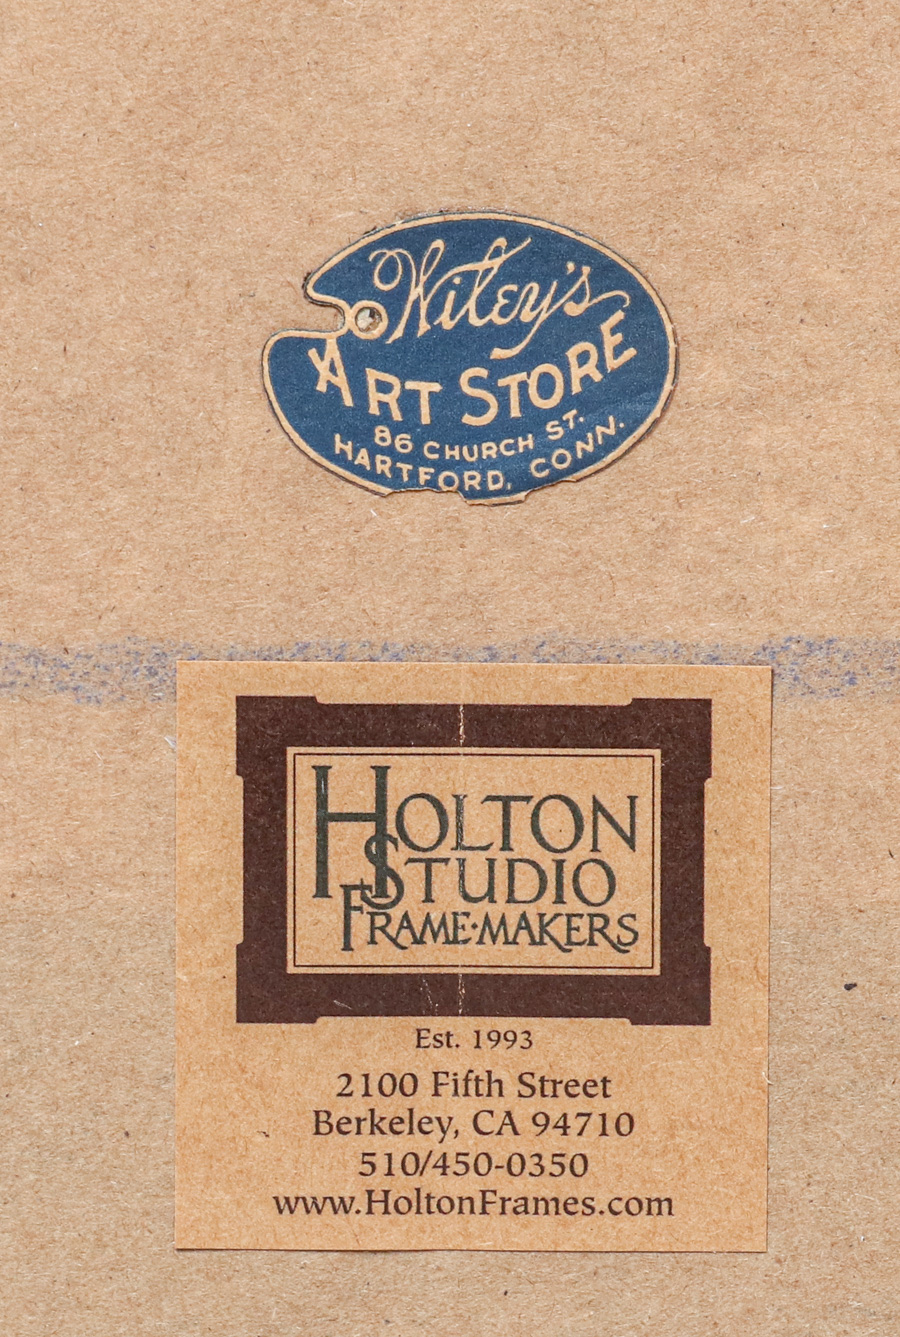 Wiley's
ART STORE
86 CHURCH ST.
HARTFORD, CONN.
HOLTON
STUDIO
FRAME·MAKERS
Est. 1993
2100 Fifth Street
Berkeley, CA 94710
510/450-0350
www.HoltonFrames.com